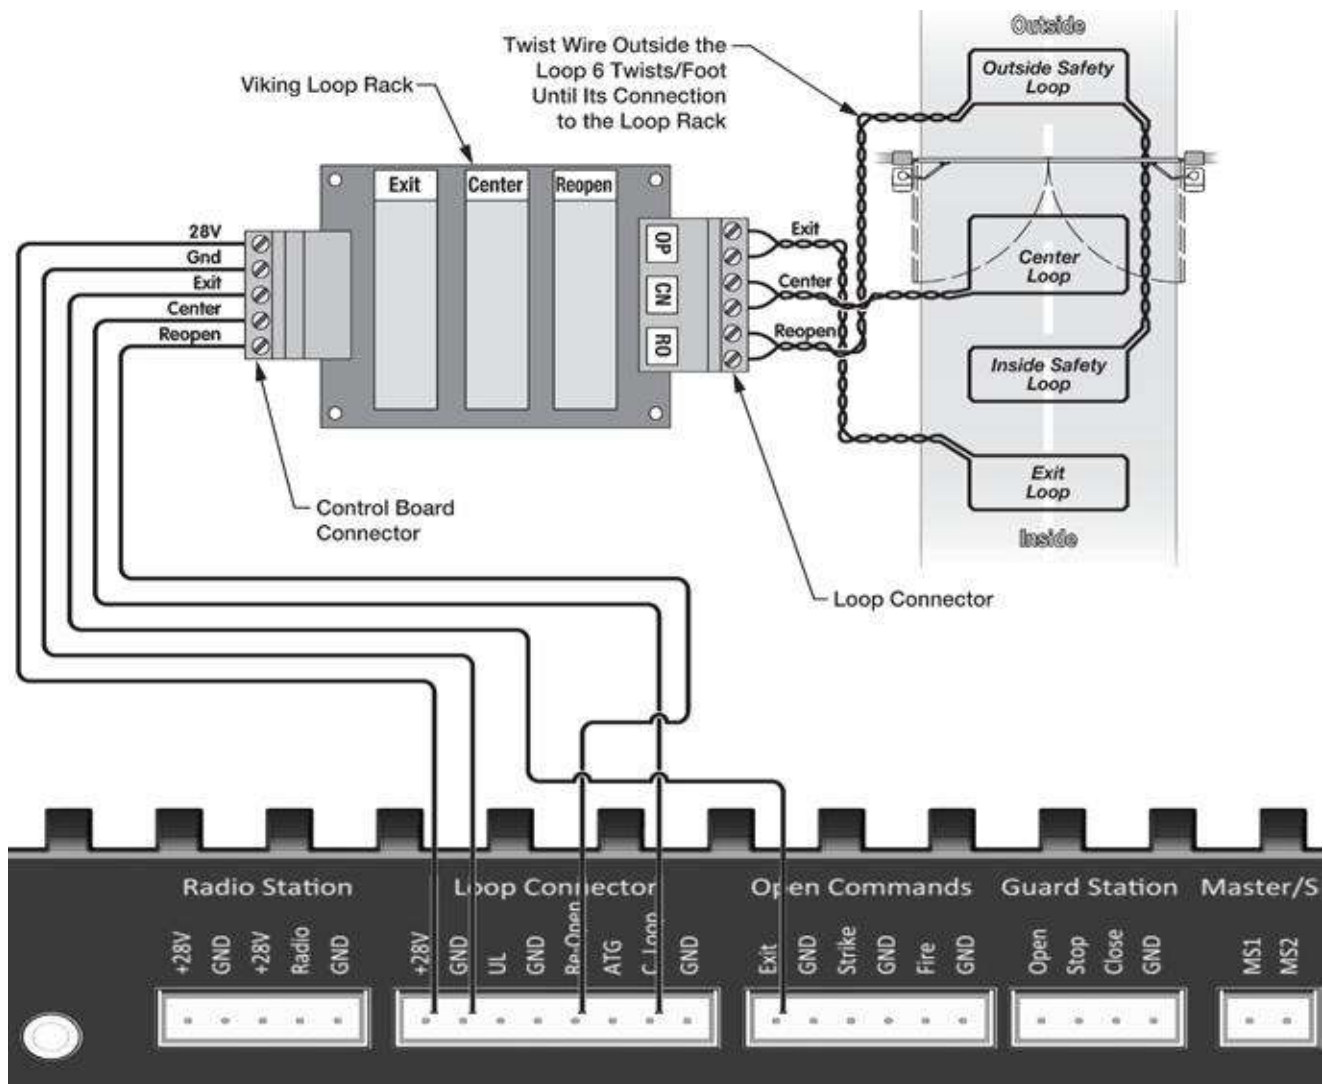 Outside
Twist Wire Outside the
Loop 6 Twists/Foot
Until Its Connection
to the Loop Rack
Outside Safety
Loop
Viking Loop Rack
Exit
Center
Reopen
28V
Gnd
Exit
Center
Reopen
OP
CN
RO
Exit
Center
Reopen
Center
Loop
Inside Safety
Loop
Exit
Loop
Inside
Control Board
Connector
Loop Connector
Radio Station
Loop Connector
Open Commands
Guard Station
Master/S
+28V
GND
+28V
Radio
GND
+28V
GND
UL
GND
Re-Open
ATG
C. Loop
GND
Exit
GND
Strike
GND
Fire
GND
Open
Stop
Close
GND
MS1
MS2